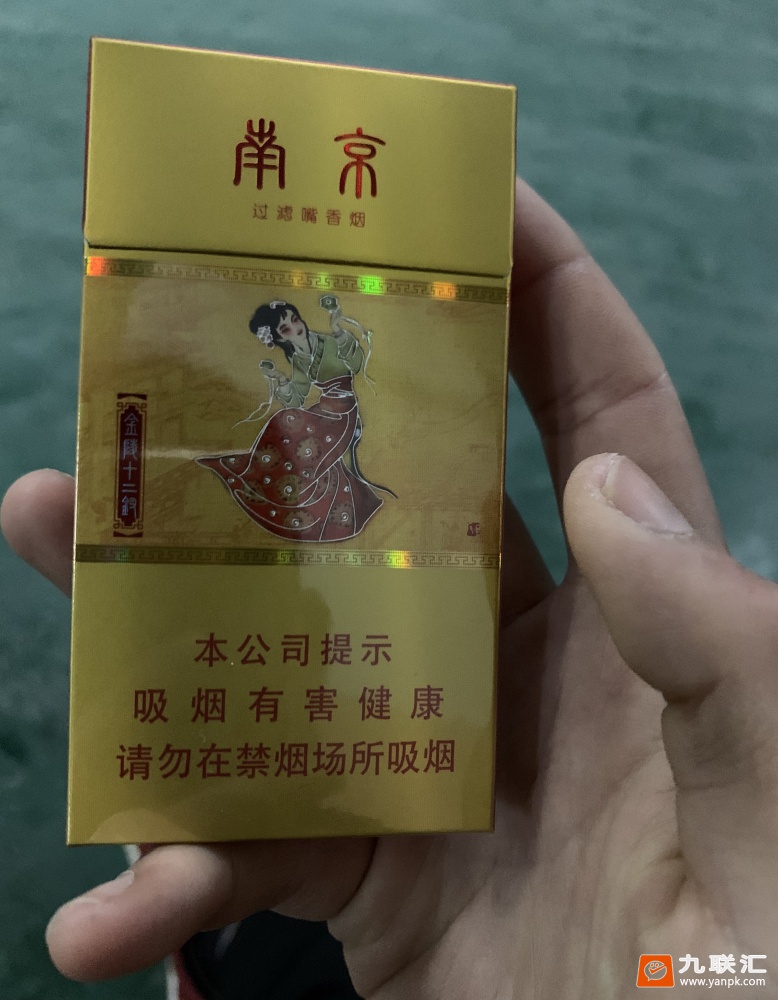 南京
过滤嘴香烟
金陵十二钗
本公司提示
吸烟有害健康
请勿在禁烟场所吸烟
九联汇
www.yanpk.com